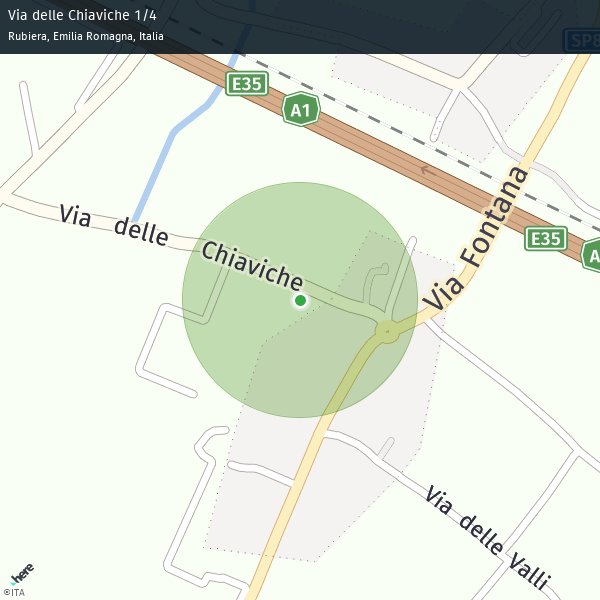 Via delle Chiaviche 1/4
Rubiera, Emilia Romagna, Italia
SP8
E35
A1
Via Fontana
Via delle Chiaviche
E35
A
Via delle Valli
here
©ITA